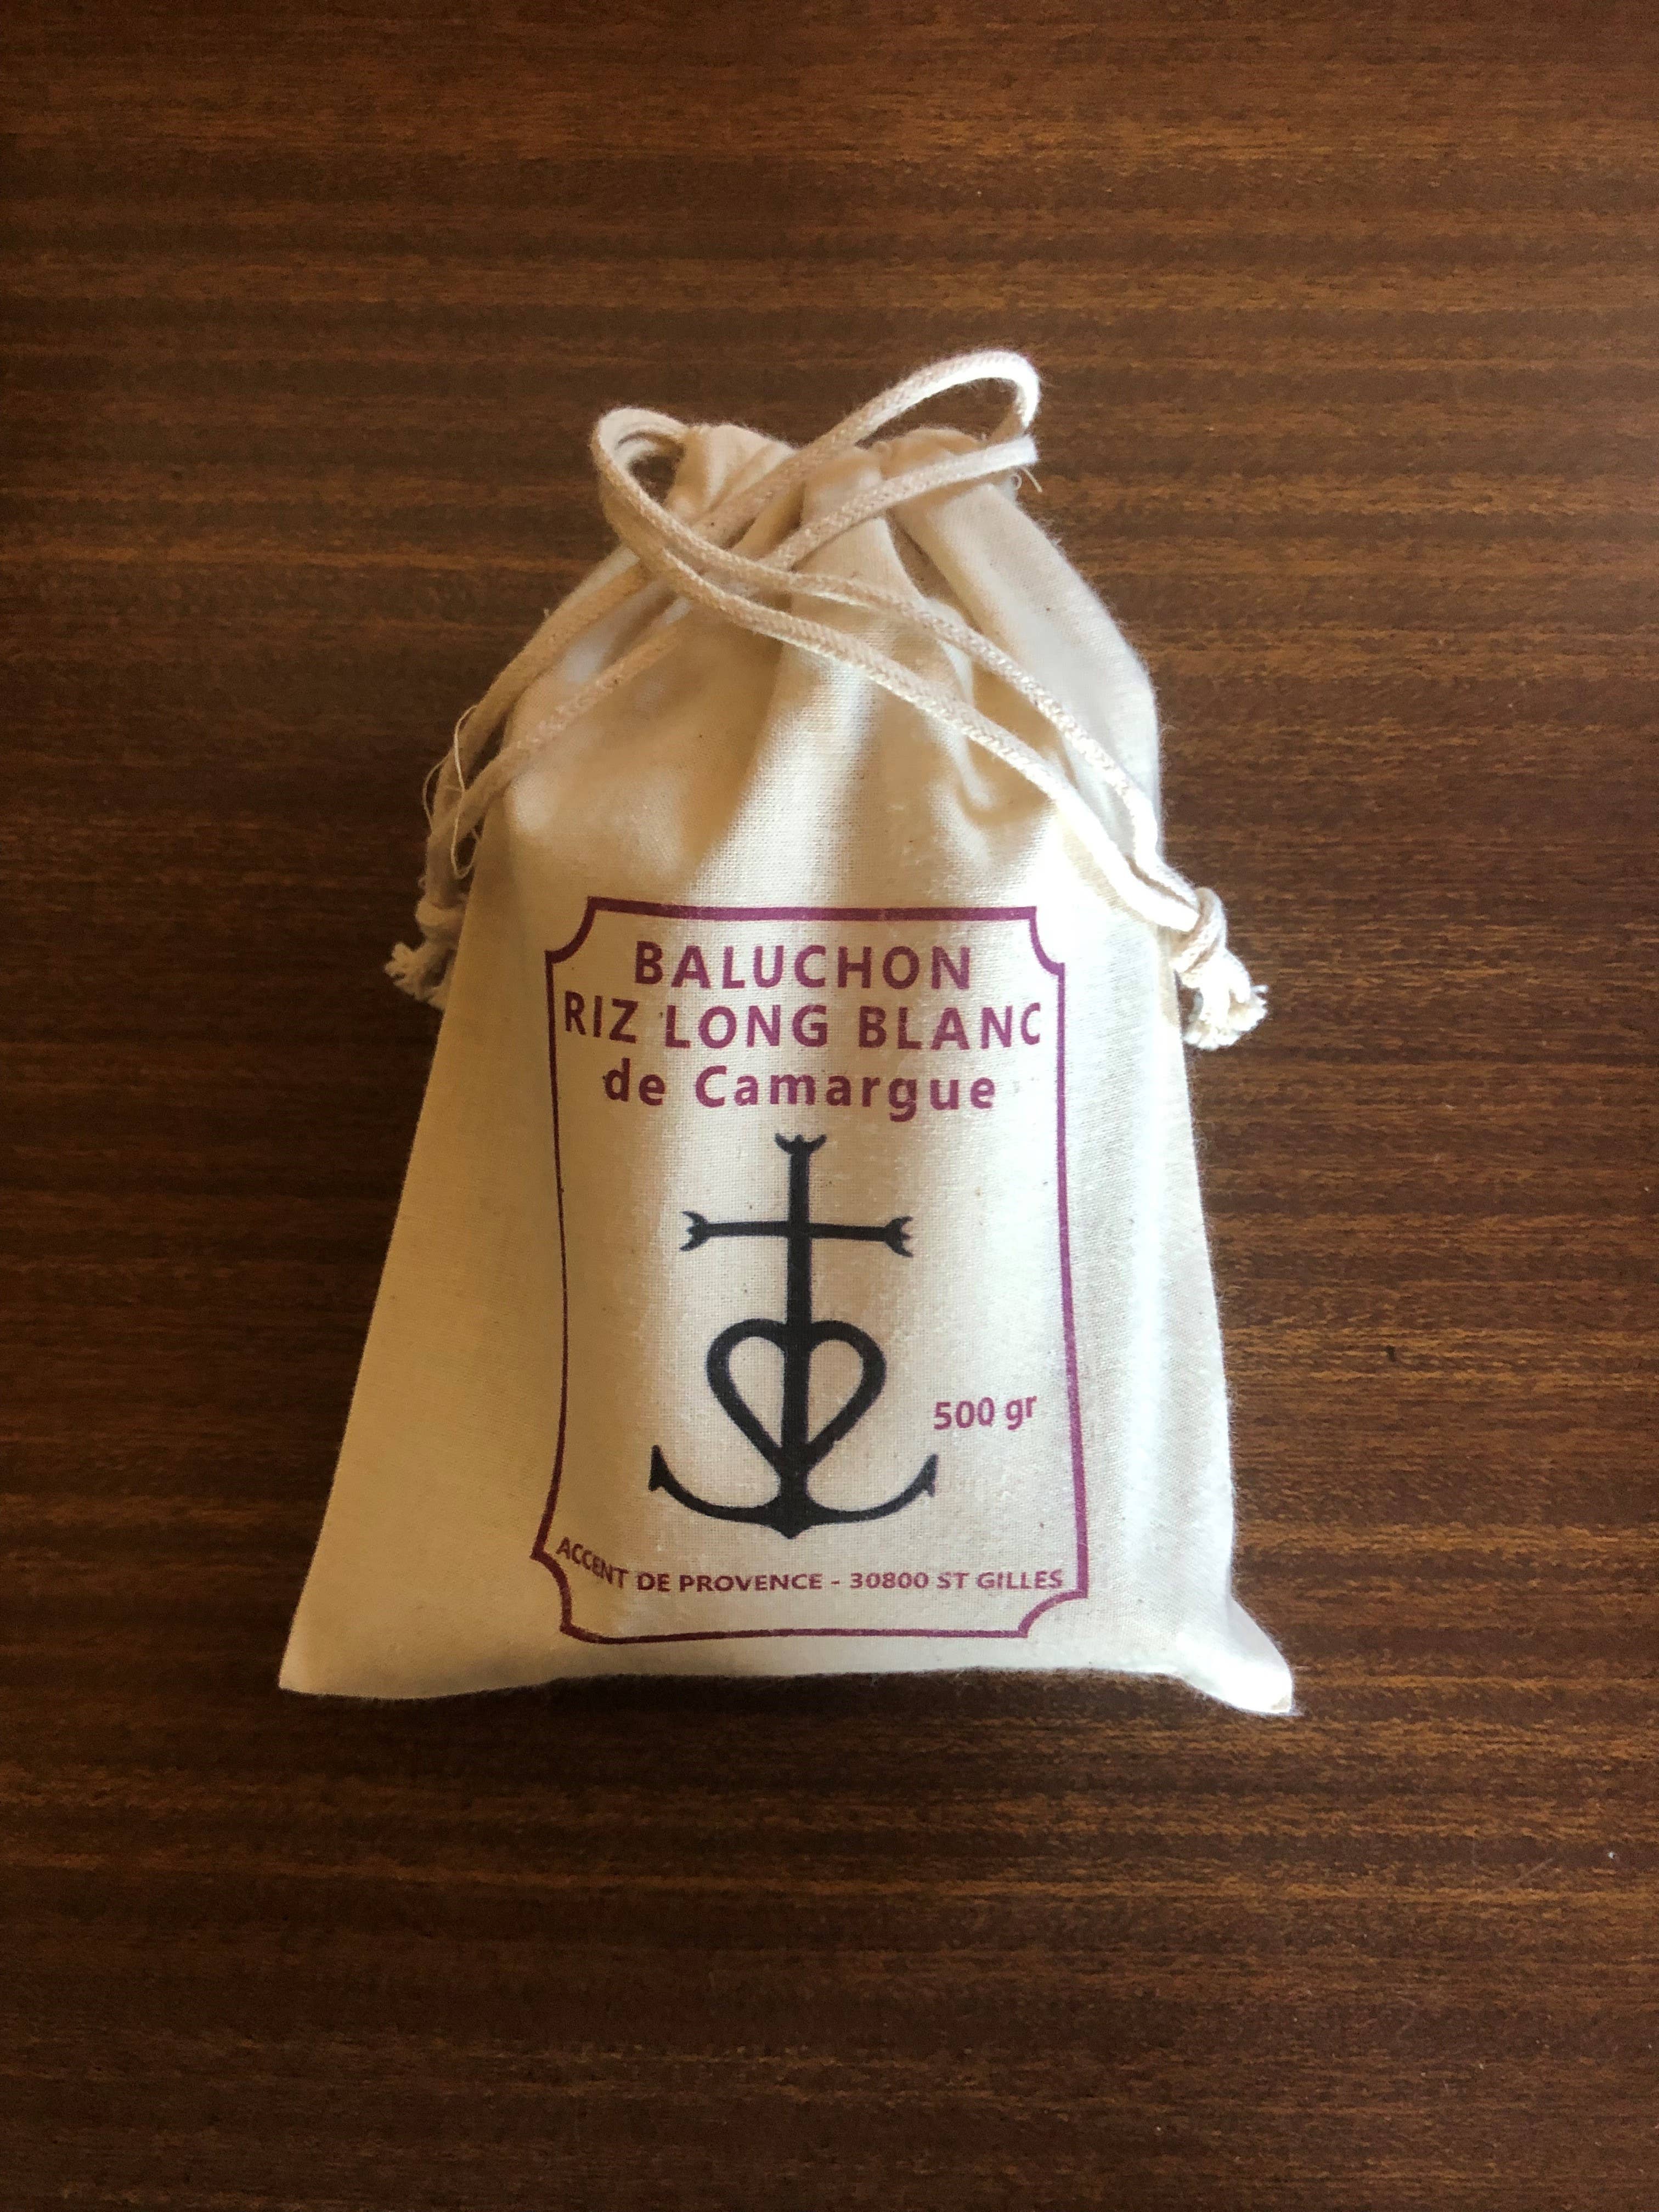 BALUCHON
RIZ LONG BLANC
de Camargue
500 gr
ACCENT DE PROVENCE - 30800 ST GILLES